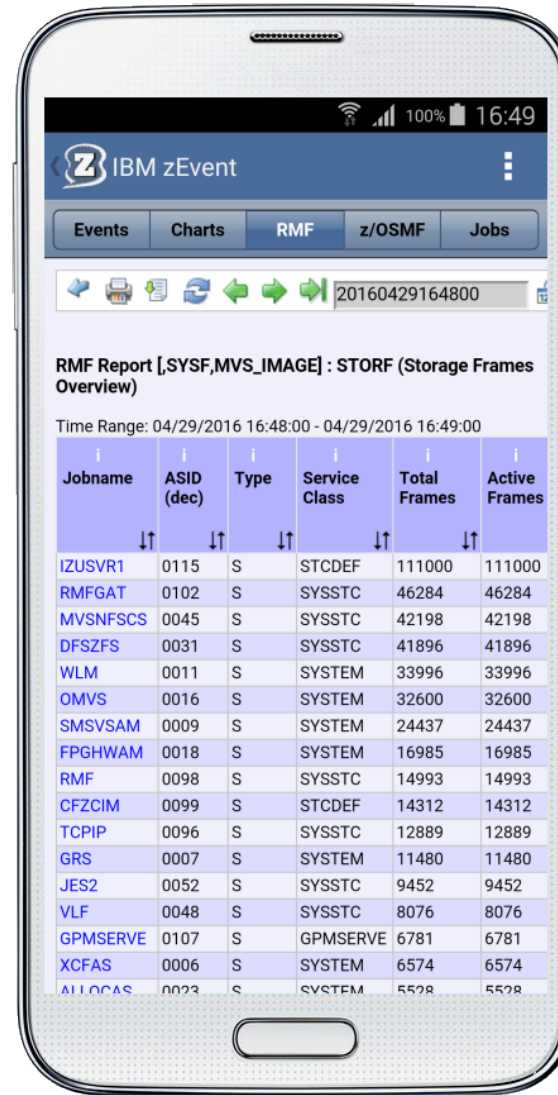 100% 16:49
Z IBM zEvent
Events Charts RMF z/OSMF Jobs
20160429164800
RMF Report [,SYSF,MVS_IMAGE] : STORF (Storage Frames
Overview)
Time Range: 04/29/2016 16:48:00 - 04/29/2016 16:49:00
i i i i i i
Jobname ASID Type Service Total Active
(dec) Class Frames Frames
IZUSVR1 0115 S STCDEF 111000 111000
RMFGAT 0102 S SYSSTC 46284 46284
MVSNFSCS 0045 S SYSSTC 42198 42198
DFSZFS 0031 S SYSSTC 41896 41896
WLM 0011 S SYSTEM 33996 33996
OMVS 0016 S SYSTEM 32600 32600
SMSVSAM 0009 S SYSTEM 24437 24437
FPGHWAM 0018 S SYSTEM 16985 16985
RMF 0098 S SYSSTC 14993 14993
CFZCIM 0099 S STCDEF 14312 14312
TCPIP 0096 S SYSSTC 12889 12889
GRS 0007 S SYSTEM 11480 11480
JES2 0052 S SYSSTC 9452 9452
VLF 0048 S SYSSTC 8076 8076
GPMSERVE 0107 S GPMSERVE 6781 6781
XCFAS 0006 S SYSTEM 6574 6574
ALLOCAS 0023 S SYSTEM 5528 5528